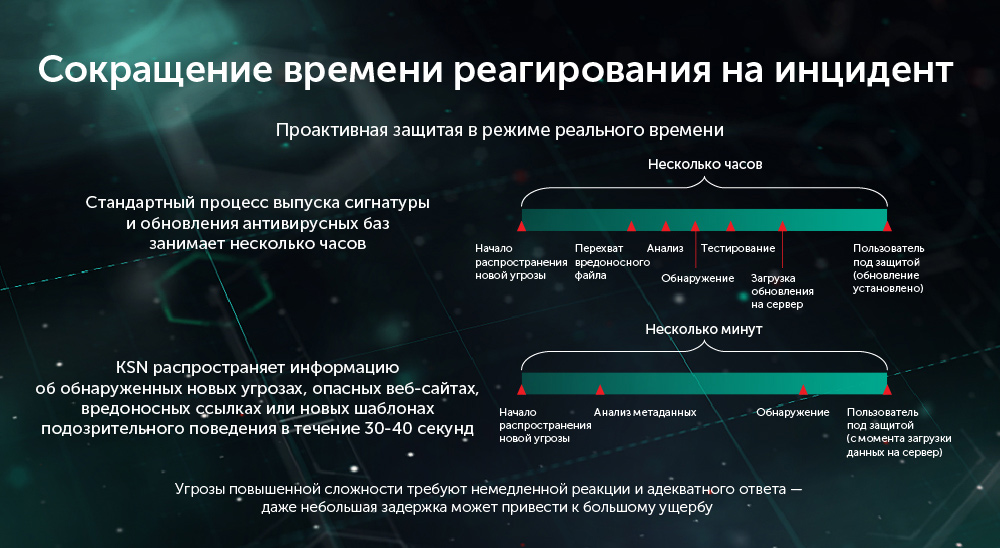 Сокращение времени реагирования на инцидент
Проактивная защитая в режиме реального времени
Стандартный процесс выпуска сигнатуры
и обновления антивирусных баз
занимает несколько часов
Несколько часов
Начало
распространения
новой угрозы
Перехват
вредоносного
файла
Анализ
Обнаружение
Тестирование
Загрузка
обновления
на сервер
Пользователь
под защитой
(обновление
установлено)
KSN распространяет информацию
об обнаруженных новых угрозах, опасных веб-сайтах,
вредоносных ссылках или новых шаблонах
подозрительного поведения в течение 30-40 секунд
Несколько минут
Начало
распространения
новой угрозы
Анализ метаданных
Обнаружение
Пользователь
под защитой
(с момента загрузки
данных на сервер)
Угрозы повышенной сложности требуют немедленной реакции и адекватного ответа —
даже небольшая задержка может привести к большому ущербу